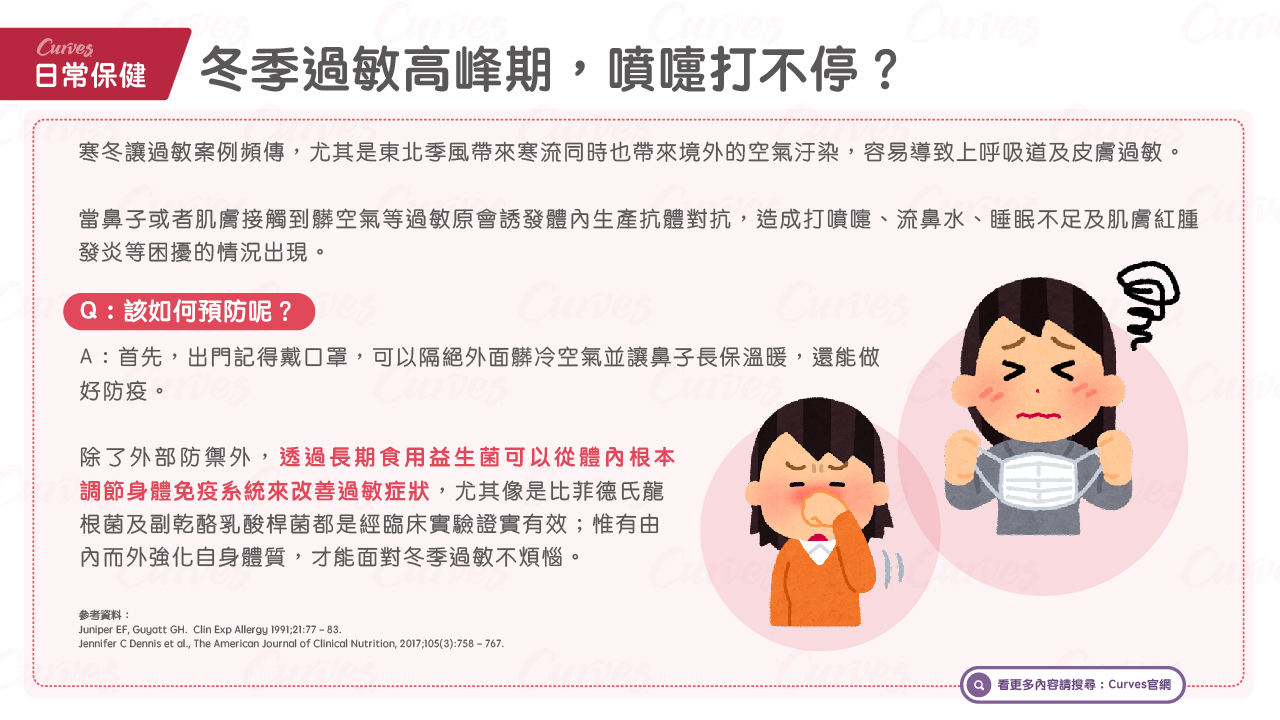 Curves
日常保健
冬季過敏高峰期，噴嚏打不停？
寒冬讓過敏案例頻傳，尤其是東北季風帶來寒流同時也帶來境外的空氣汙染，容易導致上呼吸道及皮膚過敏。
當鼻子或者肌膚接觸到髒空氣等過敏原會誘發體內生產抗體對抗，造成打噴嚏、流鼻水、睡眠不足及肌膚紅腫
發炎等困擾的情況出現。
Q：該如何預防呢？
A：首先，出門記得戴口罩，可以隔絕外面髒冷空氣並讓鼻子長保溫暖，還能做
好防疫。
除了外部防禦外，透過長期食用益生菌可以從體內根本
調節身體免疫系統來改善過敏症狀，尤其像是比菲德氏龍
根菌及副乾酪乳酸桿菌都是經臨床實驗證實有效；惟有由
內而外強化自身體質，才能面對冬季過敏不煩惱。
參考資料：
Juniper EF, Guyatt GH. Clin Exp Allergy 1991;21:77 – 83.
Jennifer C Dennis et al., The American Journal of Clinical Nutrition, 2017;105(3):758 – 767.
看更多內容請搜尋：Curves官網